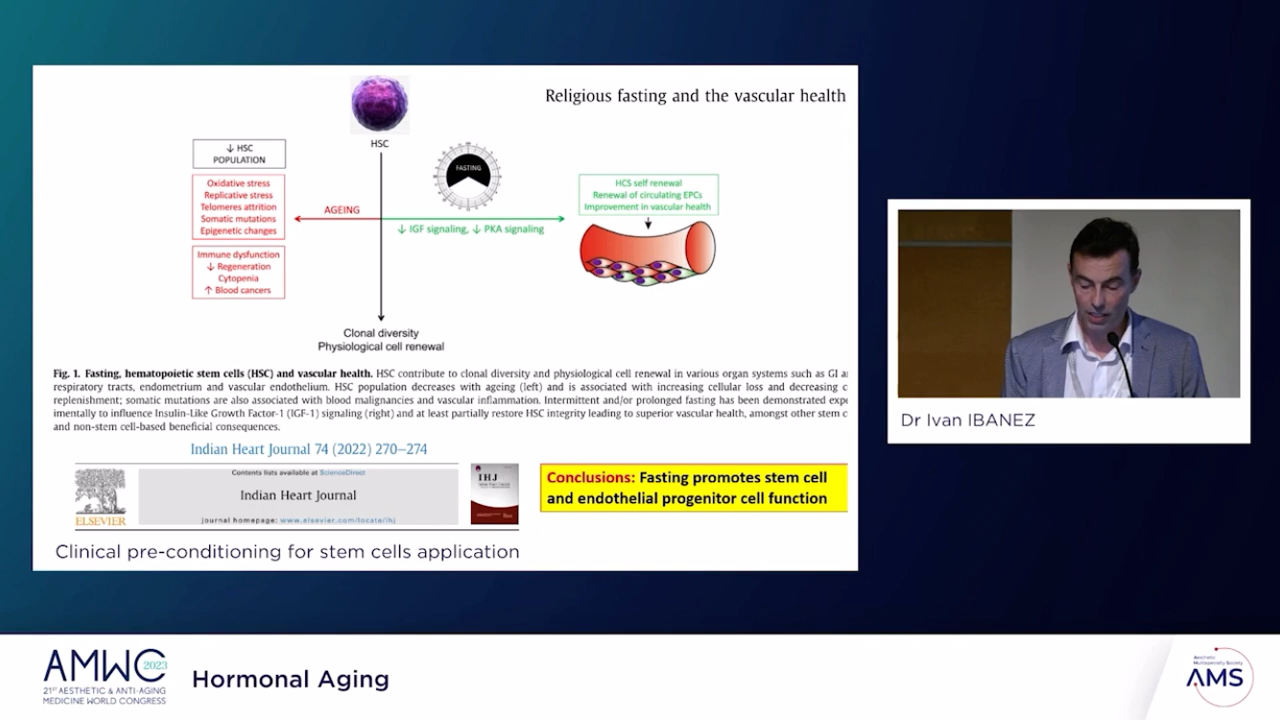 Religious fasting and the vascular health
HSC
↓ HSC
POPULATION
Oxidative stress
Replicative stress
Telomeres attrition
Somatic mutations
Epigenetic changes
Immune dysfunction
↓ Regeneration
Cytopenia
↑ Blood cancers
AGEING
FASTING
↓ IGF signaling, ↓ PKA signaling
HCS self renewal
Renewal of circulating EPCs
Improvement in vascular health
Clonal diversity
Physiological cell renewal
Fig. 1. Fasting, hematopoietic stem cells (HSC) and vascular health. HSC contribute to clonal diversity and physiological cell renewal in various organ systems such as GI a
respiratory tracts, endometrium and vascular endothelium. HSC population decreases with ageing (left) and is associated with increasing cellular loss and decreasing c
replenishment; somatic mutations are also associated with blood malignancies and vascular inflammation. Intermittent and/or prolonged fasting has been demonstrated expe
imentally to influence Insulin-Like Growth Factor-1 (IGF-1) signaling (right) and at least partially restore HSC integrity leading to superior vascular health, amongst other stem c
and non-stem cell-based beneficial consequences.
Indian Heart Journal 74 (2022) 270–274
Contents lists available at ScienceDirect
Indian Heart Journal
journal homepage: www.elsevier.com/locate/ihj
ELSEVIER
IHJ
Conclusions: Fasting promotes stem cell
and endothelial progenitor cell function
Clinical pre-conditioning for stem cells application
Dr Ivan IBANEZ
AMWC 2023
21ST AESTHETIC & ANTI-AGING
MEDICINE WORLD CONGRESS
Hormonal Aging
Aesthetic
Multispecialty Society
AMS